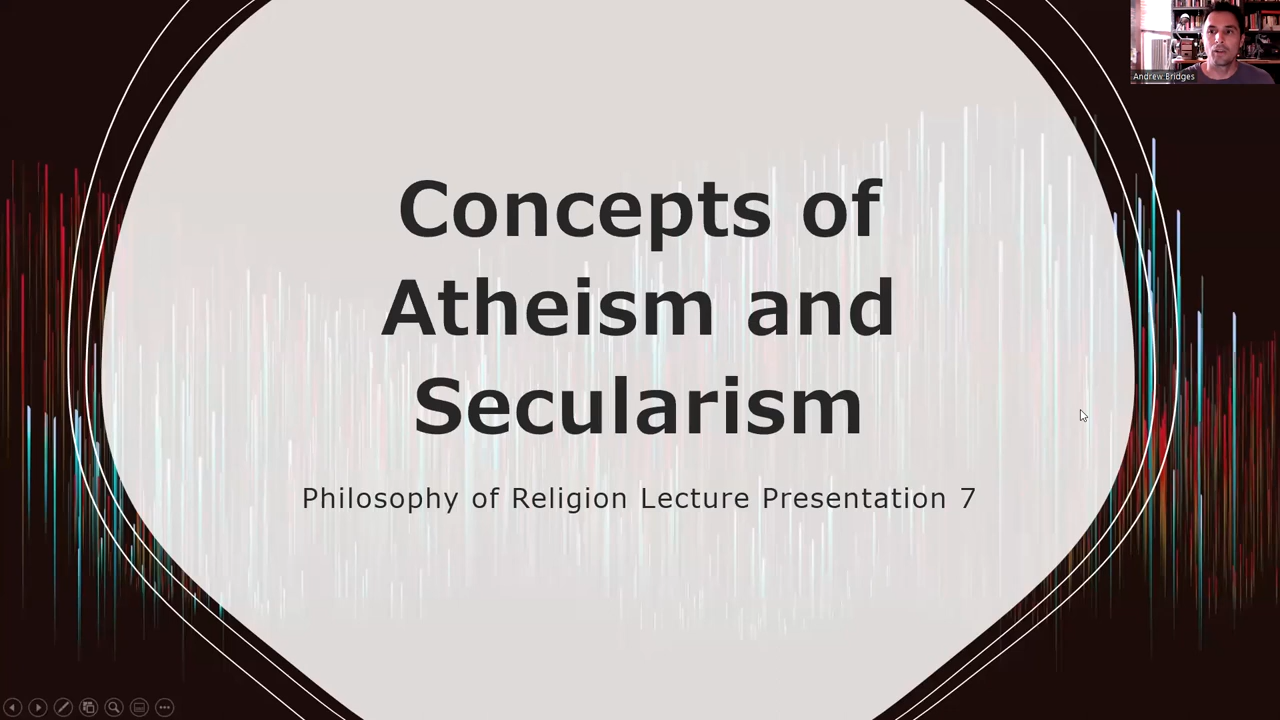 Andrew Bridges
Concepts of
Atheism and
Secularism
Philosophy of Religion Lecture Presentation 7